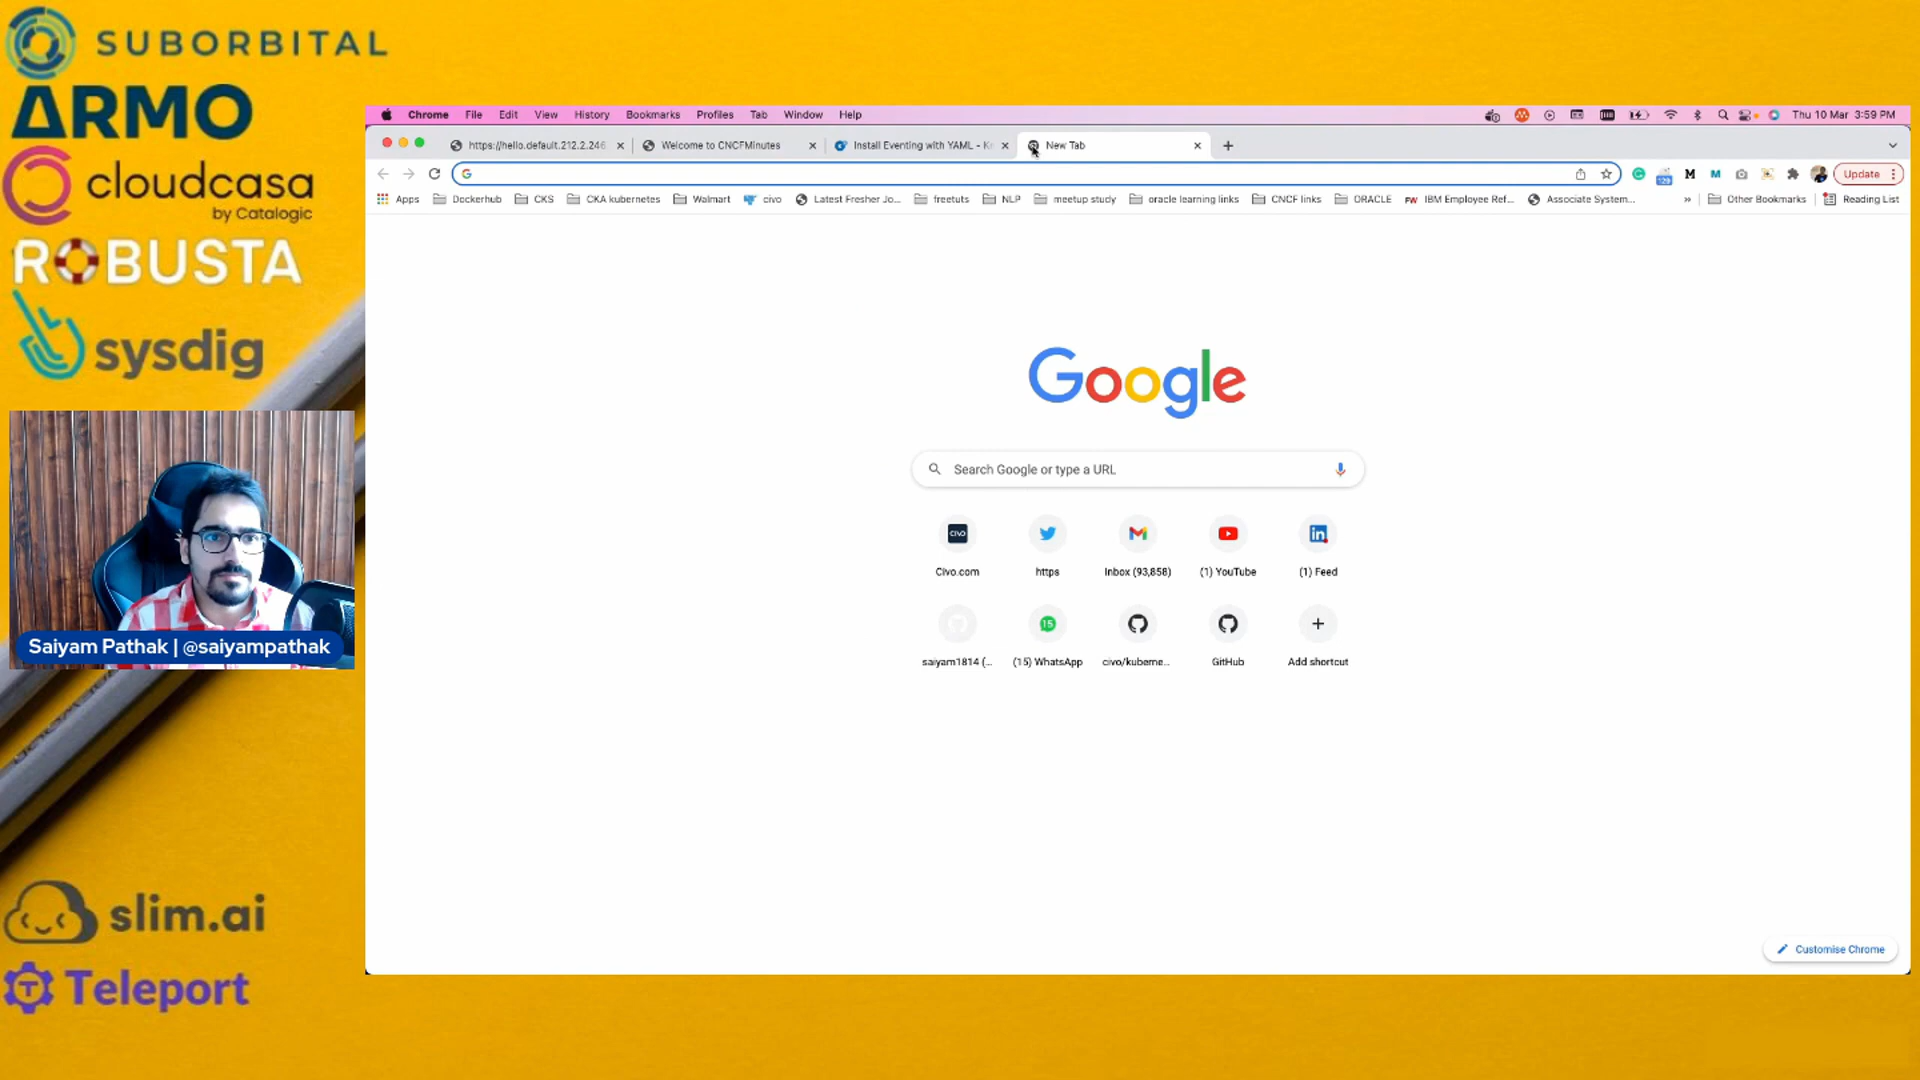 SUBORBITAL
ARMO
cloudcasa
by Catalogic
ROBUSTA
sysdig
Saiyam Pathak | @saiyampathak
slim.ai
Teleport
Chrome File Edit View History Bookmarks Profiles Tab Window Help
Thu 10 Mar 3:59 PM
https://hello.default.212.2.246
Welcome to CNCFMinutes
Install Eventing with YAML - Kn
New Tab
Update
Apps Dockerhub CKS CKA kubernetes Walmart civo Latest Fresher Jo... freetuts NLP meetup study oracle learning links CNCF links ORACLE FW IBM Employee Ref... Associate System... » Other Bookmarks Reading List
Google
Search Google or type a URL
CIVO
Civo.com
https
Inbox (93,858)
(1) YouTube
(1) Feed
saiyam1814 (...
15
(15) WhatsApp
civo/kuberne...
GitHub
Add shortcut
Customise Chrome